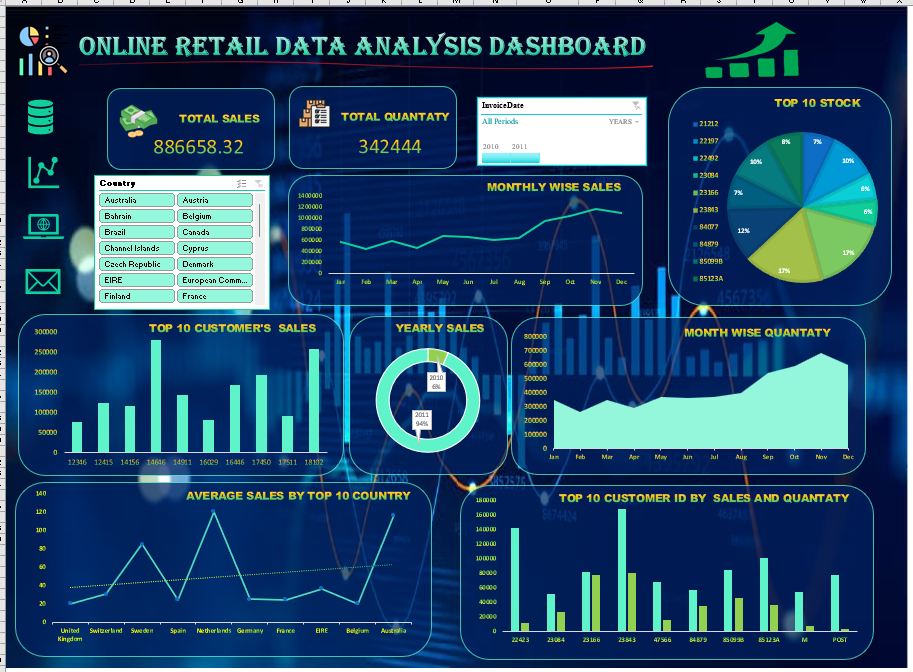 ONLINE RETAIL DATA ANALYSIS DASHBOARD
TOTAL SALES
886658.32
TOTAL QUANTATY
342444
InvoiceDate
All Periods
YEARS
2010 2011
TOP 10 STOCK
21212
22197
22492
23084
23166
23843
84077
84879
85099B
85123A
7%
10%
6%
6%
17%
17%
12%
7%
10%
8%
Country
Australia Austria
Bahrain Belgium
Brazil Canada
Channel Islands Cyprus
Czech Republic Denmark
EIRE European Comm...
Finland France
MONTHLY WISE SALES
1400000
1200000
1000000
800000
600000
400000
200000
0
Jan Feb Mar Apr May Jun Jul Aug Sep Oct Nov Dec
TOP 10 CUSTOMER'S SALES
300000
250000
200000
150000
100000
50000
0
12346 12415 14156 14646 14911 16029 16446 17450 17511 18102
YEARLY SALES
2010
6%
2011
94%
MONTH WISE QUANTATY
800000
700000
600000
500000
400000
300000
200000
100000
0
Jan Feb Mar Apr May Jun Jul Aug Sep Oct Nov Dec
AVERAGE SALES BY TOP 10 COUNTRY
140
120
100
80
60
40
20
0
United Kingdom Switzerland Sweden Spain Netherlands Germany France EIRE Belgium Australia
TOP 10 CUSTOMER ID BY SALES AND QUANTATY
180000
160000
140000
120000
100000
80000
60000
40000
20000
0
22423 23084 23166 23843 47566 84879 85099B 85123A M POST